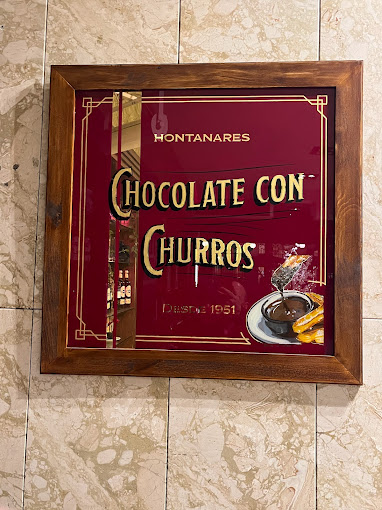 HONTANARES
CHOCOLATE CON
CHURROS
DESDE 1951